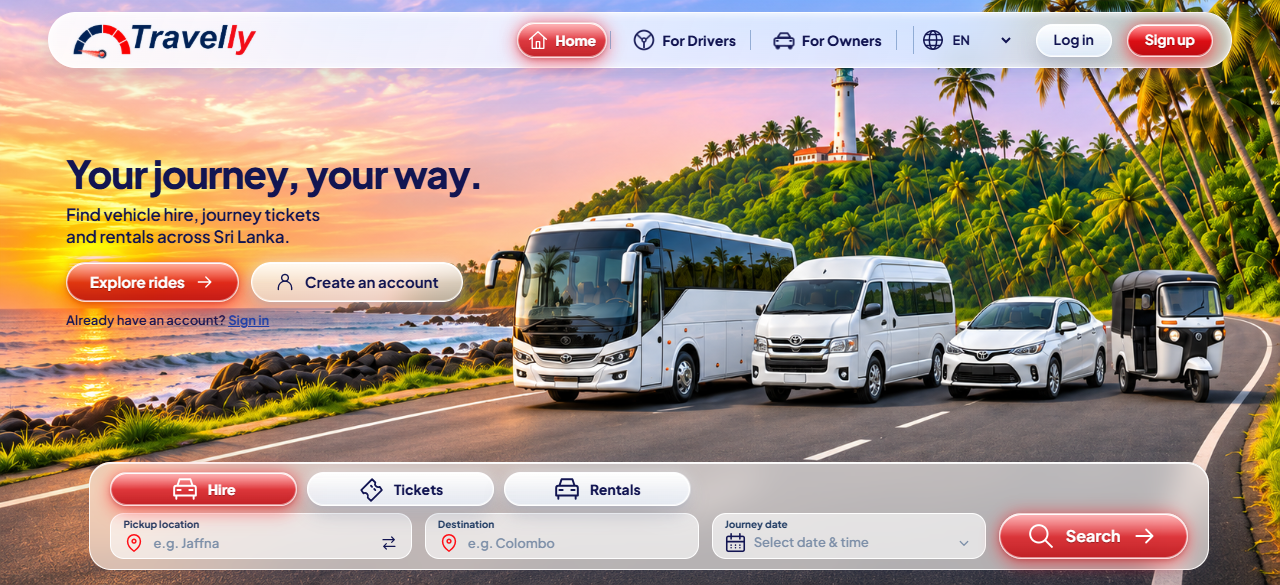 Travelly
Home
For Drivers
For Owners
EN
Log in
Sign up
Your journey, your way.
Find vehicle hire, journey tickets
and rentals across Sri Lanka.
Explore rides
Create an account
Already have an account? Sign in
Hire
Tickets
Rentals
Pickup location
e.g. Jaffna
Destination
e.g. Colombo
Journey date
Select date & time
Search